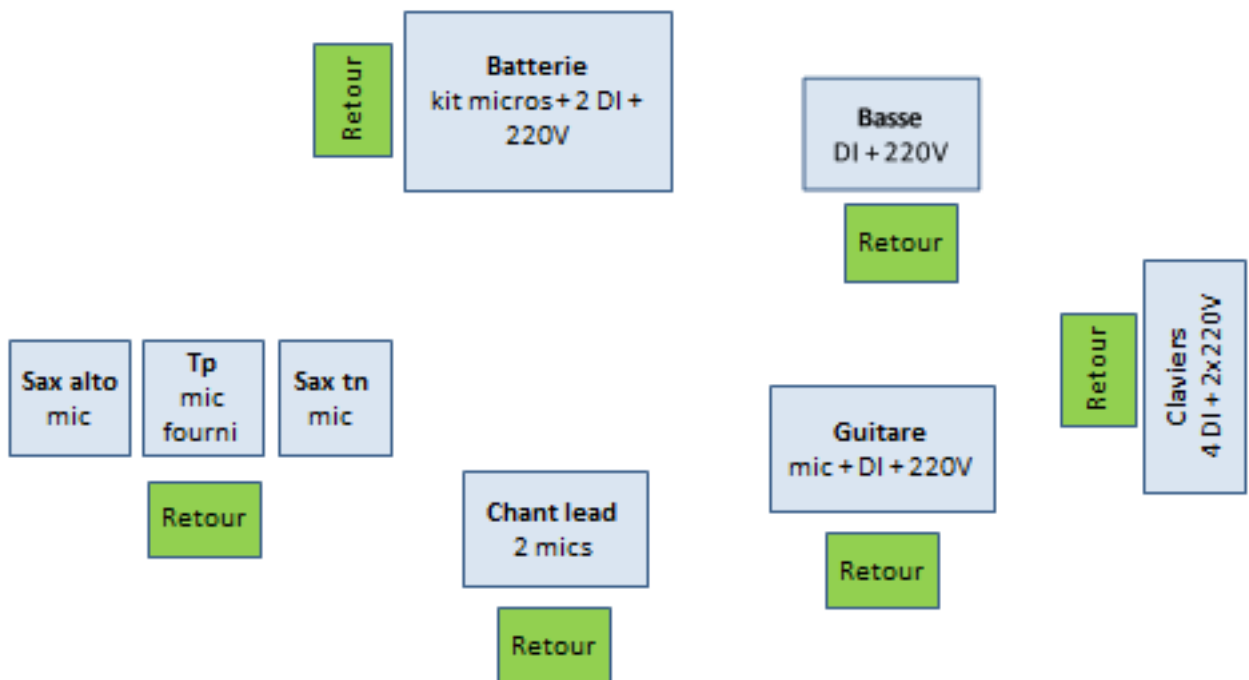 Retour
Batterie
kit micros + 2 DI +
220V
Basse
DI + 220V
Retour
Retour
Claviers
4 DI + 2x220V
Sax alto
mic
Tp
mic
fourni
Sax tn
mic
Retour
Guitare
mic + DI + 220V
Chant lead
2 mics
Retour
Retour